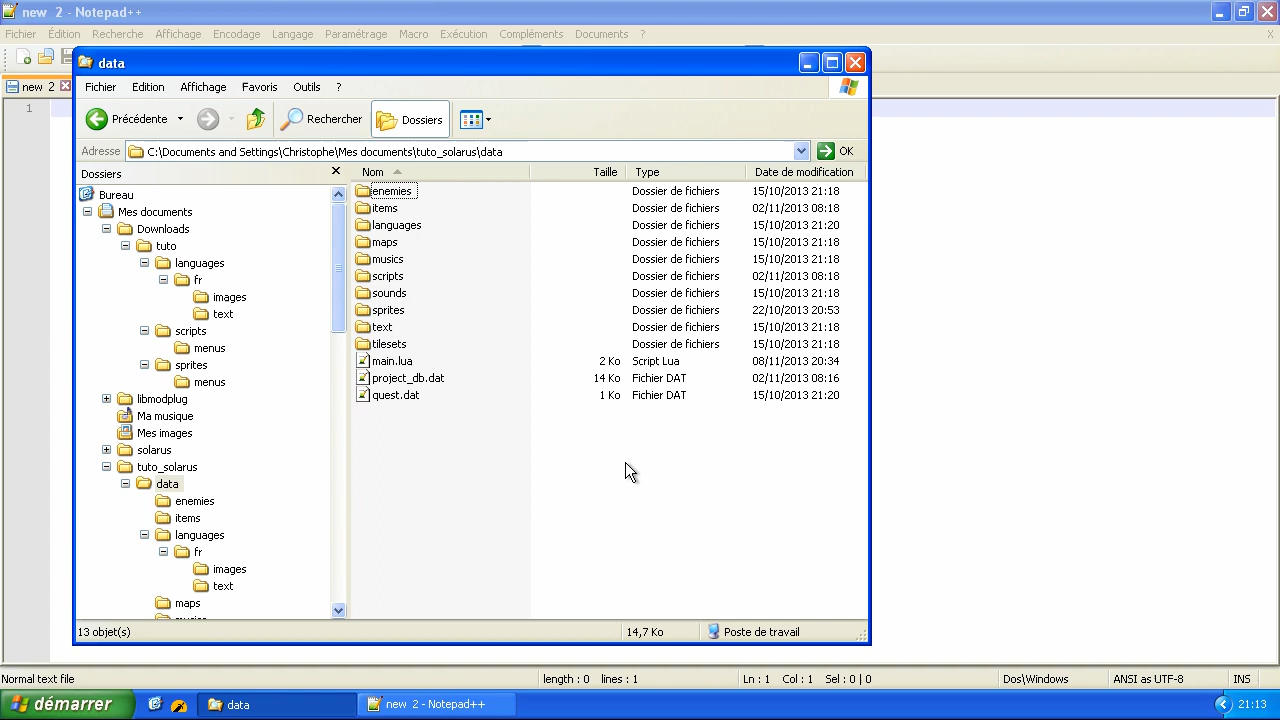 new  2 - Notepad++
Fichier Édition Recherche Affichage Encodage Langage Paramétrage Macro Exécution Compléments Documents ? X
new  2
1
data
Fichier Edition Affichage Favoris Outils ?
Précédente Rechercher Dossiers
Adresse C:\Documents and Settings\Christophe\Mes documents\tuto_solarus\data OK
Dossiers
Bureau
Mes documents
Downloads
tuto
languages
fr
images
text
scripts
menus
sprites
menus
libmodplug
Ma musique
Mes images
solarus
tuto_solarus
data
enemies
items
languages
fr
images
text
maps
musics
Nom Taille Type Date de modification
enemies Dossier de fichiers 15/10/2013 21:18
items Dossier de fichiers 02/11/2013 08:18
languages Dossier de fichiers 15/10/2013 21:20
maps Dossier de fichiers 15/10/2013 21:18
musics Dossier de fichiers 15/10/2013 21:18
scripts Dossier de fichiers 02/11/2013 08:18
sounds Dossier de fichiers 15/10/2013 21:18
sprites Dossier de fichiers 22/10/2013 20:53
text Dossier de fichiers 15/10/2013 21:18
tilesets Dossier de fichiers 15/10/2013 21:18
main.lua 2 Ko Script Lua 08/11/2013 20:34
project_db.dat 14 Ko Fichier DAT 02/11/2013 08:16
quest.dat 1 Ko Fichier DAT 15/10/2013 21:20
13 objet(s) 14,7 Ko Poste de travail
Normal text file length : 0 lines : 1 Ln : 1 Col : 1 Sel : 0 | 0 Dos\Windows ANSI as UTF-8 INS
démarrer data new  2 - Notepad++ 21:13